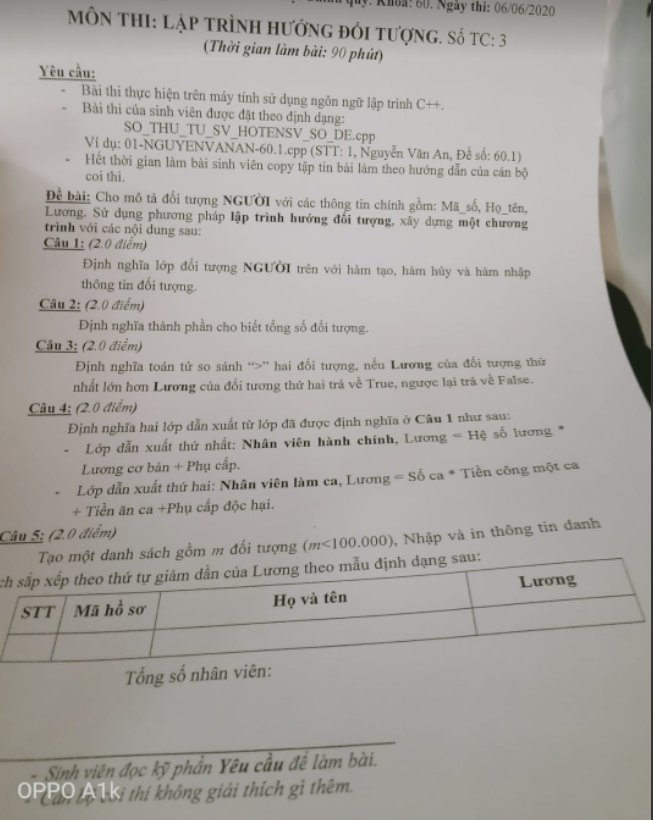 quy. Khóa: 60. Ngày thi: 06/06/2020
MÔN THI: LẬP TRÌNH HƯỚNG ĐỐI TƯỢNG. Số TC: 3
(Thời gian làm bài: 90 phút)
Yêu cầu:
- Bài thi thực hiện trên máy tính sử dụng ngôn ngữ lập trình C++.
- Bài thi của sinh viên được đặt theo định dạng:
SO_THU_TU_SV_HOTENSV_SO_DE.cpp
Ví dụ: 01-NGUYENVANAN-60.1.cpp (STT: 1, Nguyễn Văn An, Đề số: 60.1)
- Hết thời gian làm bài sinh viên copy tập tin bài làm theo hướng dẫn của cán bộ
coi thi.
Đề bài: Cho mô tả đối tượng NGƯỜI với các thông tin chính gồm: Mã_số, Họ_tên,
Lương. Sử dụng phương pháp lập trình hướng đối tượng, xây dựng một chương
trình với các nội dung sau:
Câu 1: (2.0 điểm)
Định nghĩa lớp đối tượng NGƯỜI trên với hàm tạo, hàm hủy và hàm nhập
thông tin đối tượng.
Câu 2: (2.0 điểm)
Định nghĩa thành phần cho biết tổng số đối tượng.
Câu 3: (2.0 điểm)
Định nghĩa toán tử so sánh “>” hai đối tượng, nếu Lương của đối tượng thứ
nhất lớn hơn Lương của đối tương thứ hai trả về True, ngược lại trả về False.
Câu 4: (2.0 điểm)
Định nghĩa hai lớp dẫn xuất từ lớp đã được định nghĩa ở Câu 1 như sau:
- Lớp dẫn xuất thứ nhất: Nhân viên hành chính, Lương = Hệ số lương *
Lương cơ bản + Phụ cấp.
- Lớp dẫn xuất thứ hai: Nhân viên làm ca, Lương = Số ca * Tiền công một ca
+ Tiền ăn ca +Phụ cấp độc hại.
Câu 5: (2.0 điểm)
Tạo một danh sách gồm m đối tượng (m<100.000), Nhập và in thông tin danh
ch sắp xếp theo thứ tự giảm dần của Lương theo mẫu định dạng sau:
STT Mã hồ sơ Họ và tên Lương
Tổng số nhân viên:
- Sinh viên đọc kỹ phần Yêu cầu để làm bài.
- Cán bộ coi thi không giải thích gì thêm.
OPPO A1k